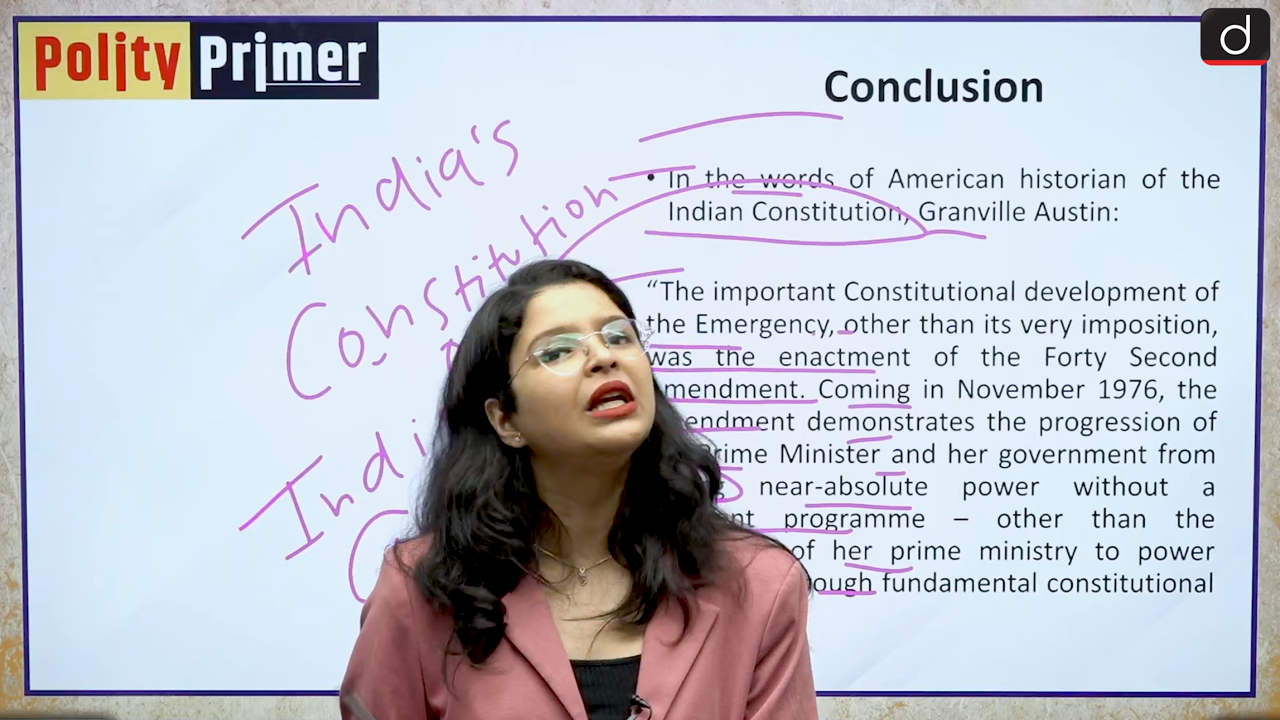 Polity Primer
d
Conclusion
India's
Constitution
• In the words of American historian of the
Indian Constitution, Granville Austin:
“The important Constitutional development of
the Emergency, other than its very imposition,
was the enactment of the Forty Second
mendment. Coming in November 1976, the
endment demonstrates the progression of
rime Minister and her government from
near-absolute power without a
nt programme – other than the
of her prime ministry to power
ough fundamental constitutional
Indi